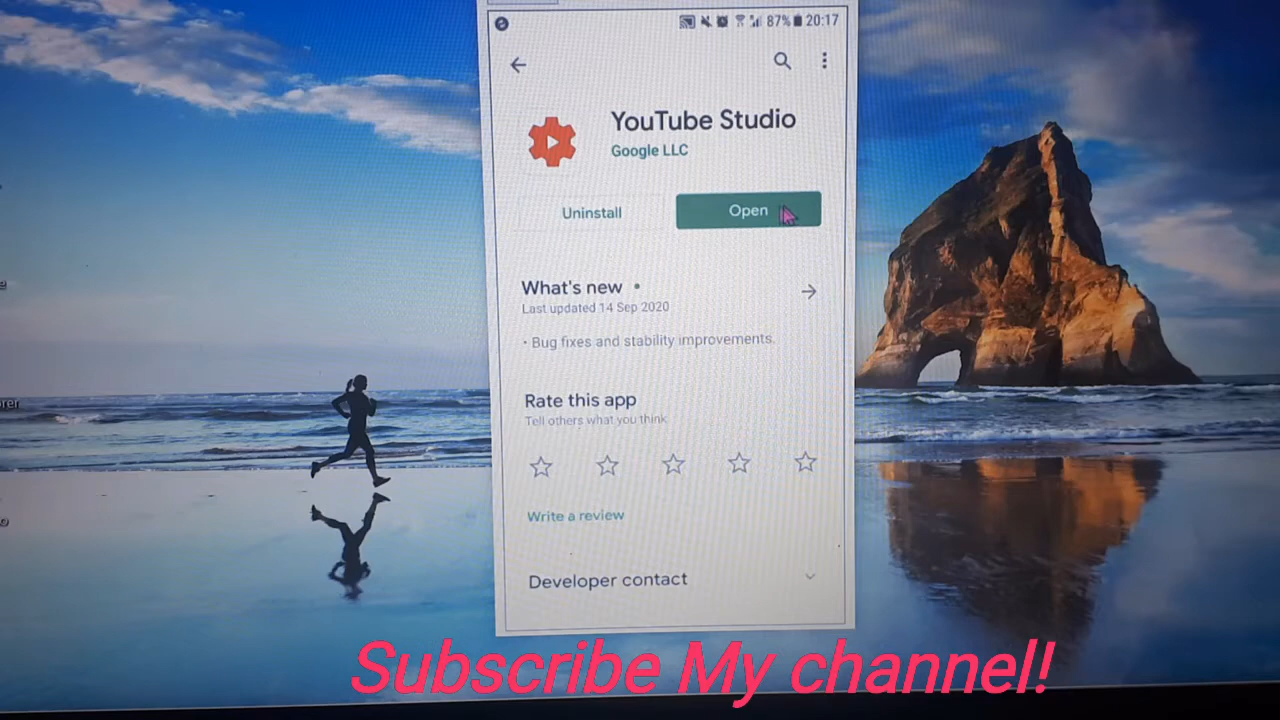 87% 20:17
YouTube Studio
Google LLC
Uninstall
Open
What's new •
Last updated 14 Sep 2020
• Bug fixes and stability improvements.
Rate this app
Tell others what you think
Write a review
Developer contact
Subscribe My channel!